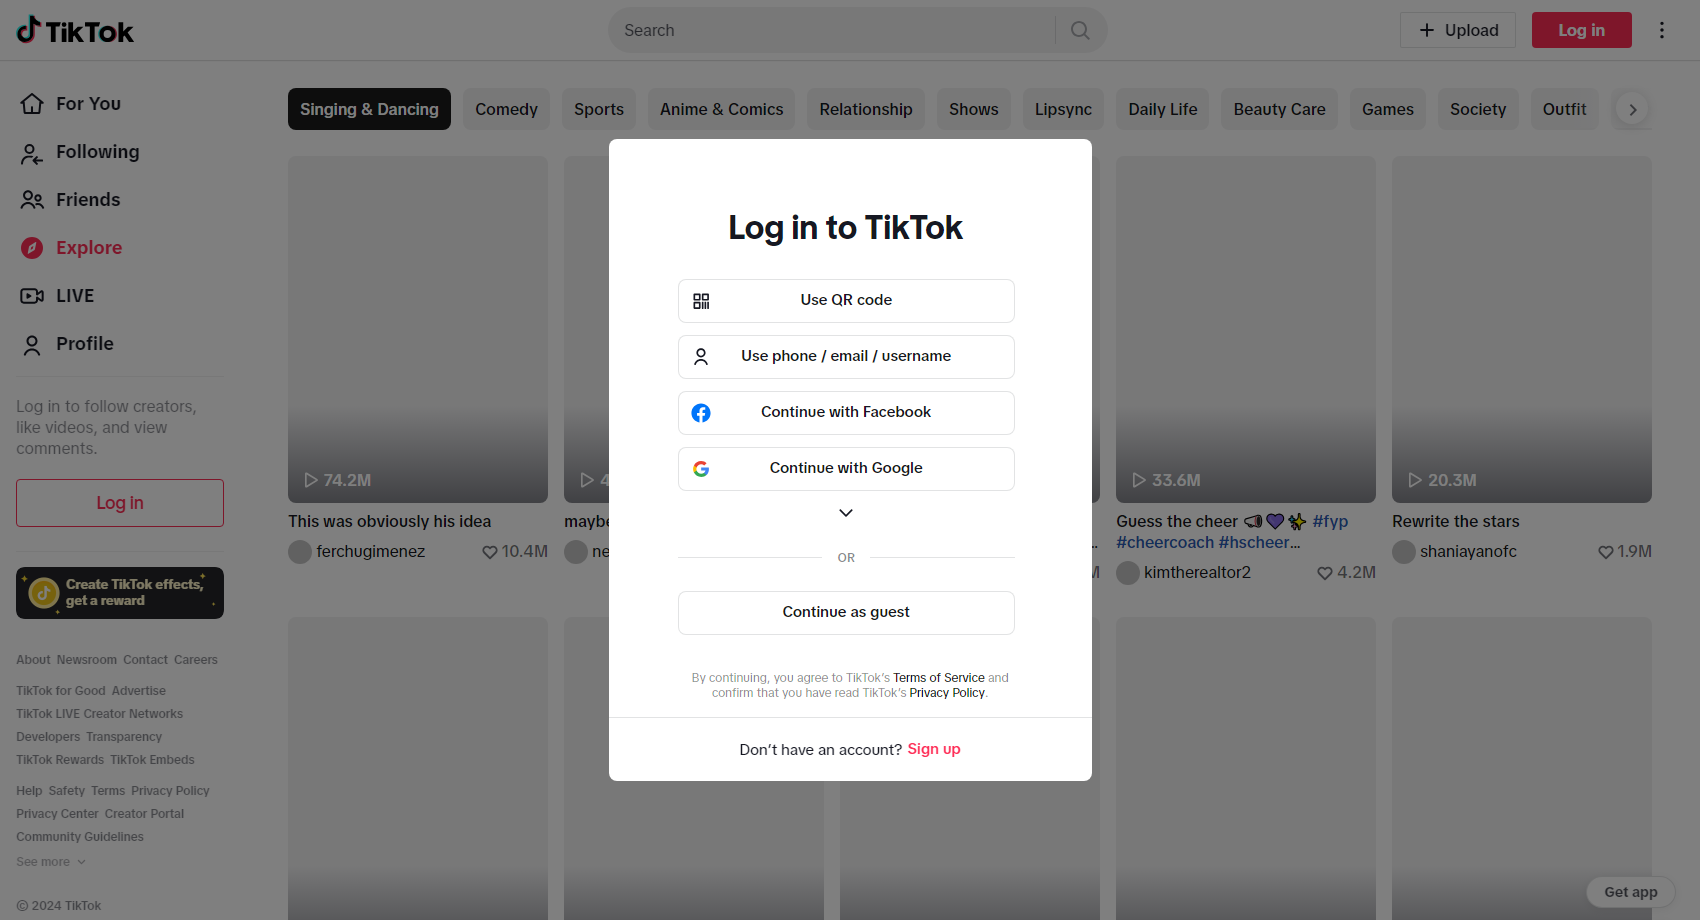 TikTok
Search
Upload
Log in
For You
Following
Friends
Explore
LIVE
Profile
Log in to follow creators,
like videos, and view
comments.
Log in
Create TikTok effects,
get a reward
About Newsroom Contact Careers
TikTok for Good Advertise
TikTok LIVE Creator Networks
Developers Transparency
TikTok Rewards TikTok Embeds
Help Safety Terms Privacy Policy
Privacy Center Creator Portal
Community Guidelines
See more
© 2024 TikTok
Singing & Dancing
Comedy
Sports
Anime & Comics
Relationship
Shows
Lipsync
Daily Life
Beauty Care
Games
Society
Outfit
74.2M
This was obviously his idea
ferchugimenez
10.4M
33.6M
Guess the cheer 📣💜✨ #fyp
#cheercoach #hscheer...
kimtherealtor2
4.2M
20.3M
Rewrite the stars
shaniayanofc
1.9M
Log in to TikTok
Use QR code
Use phone / email / username
Continue with Facebook
Continue with Google
OR
Continue as guest
By continuing, you agree to TikTok's Terms of Service and
confirm that you have read TikTok's Privacy Policy.
Don't have an account? Sign up
Get app